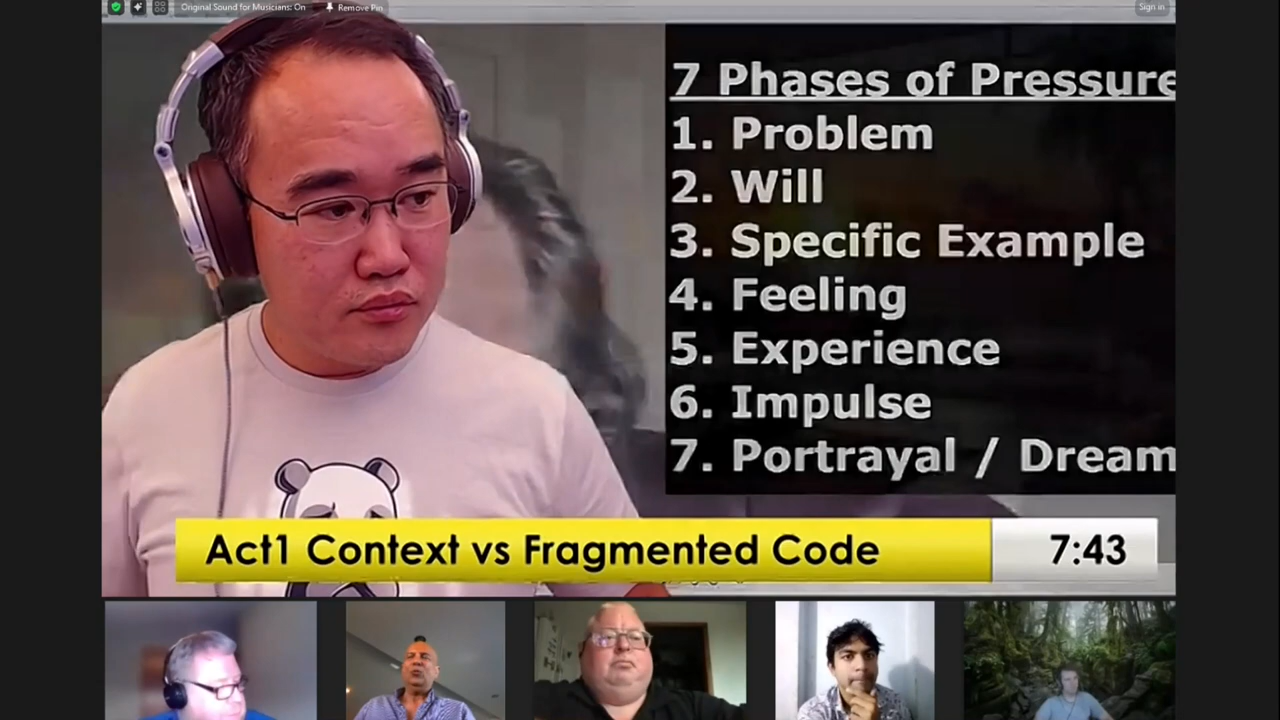 Original Sound for Musicians: On
Remove Pin
Sign in
7 Phases of Pressure
1. Problem
2. Will
3. Specific Example
4. Feeling
5. Experience
6. Impulse
7. Portrayal / Dream
Act1 Context vs Fragmented Code
7:43